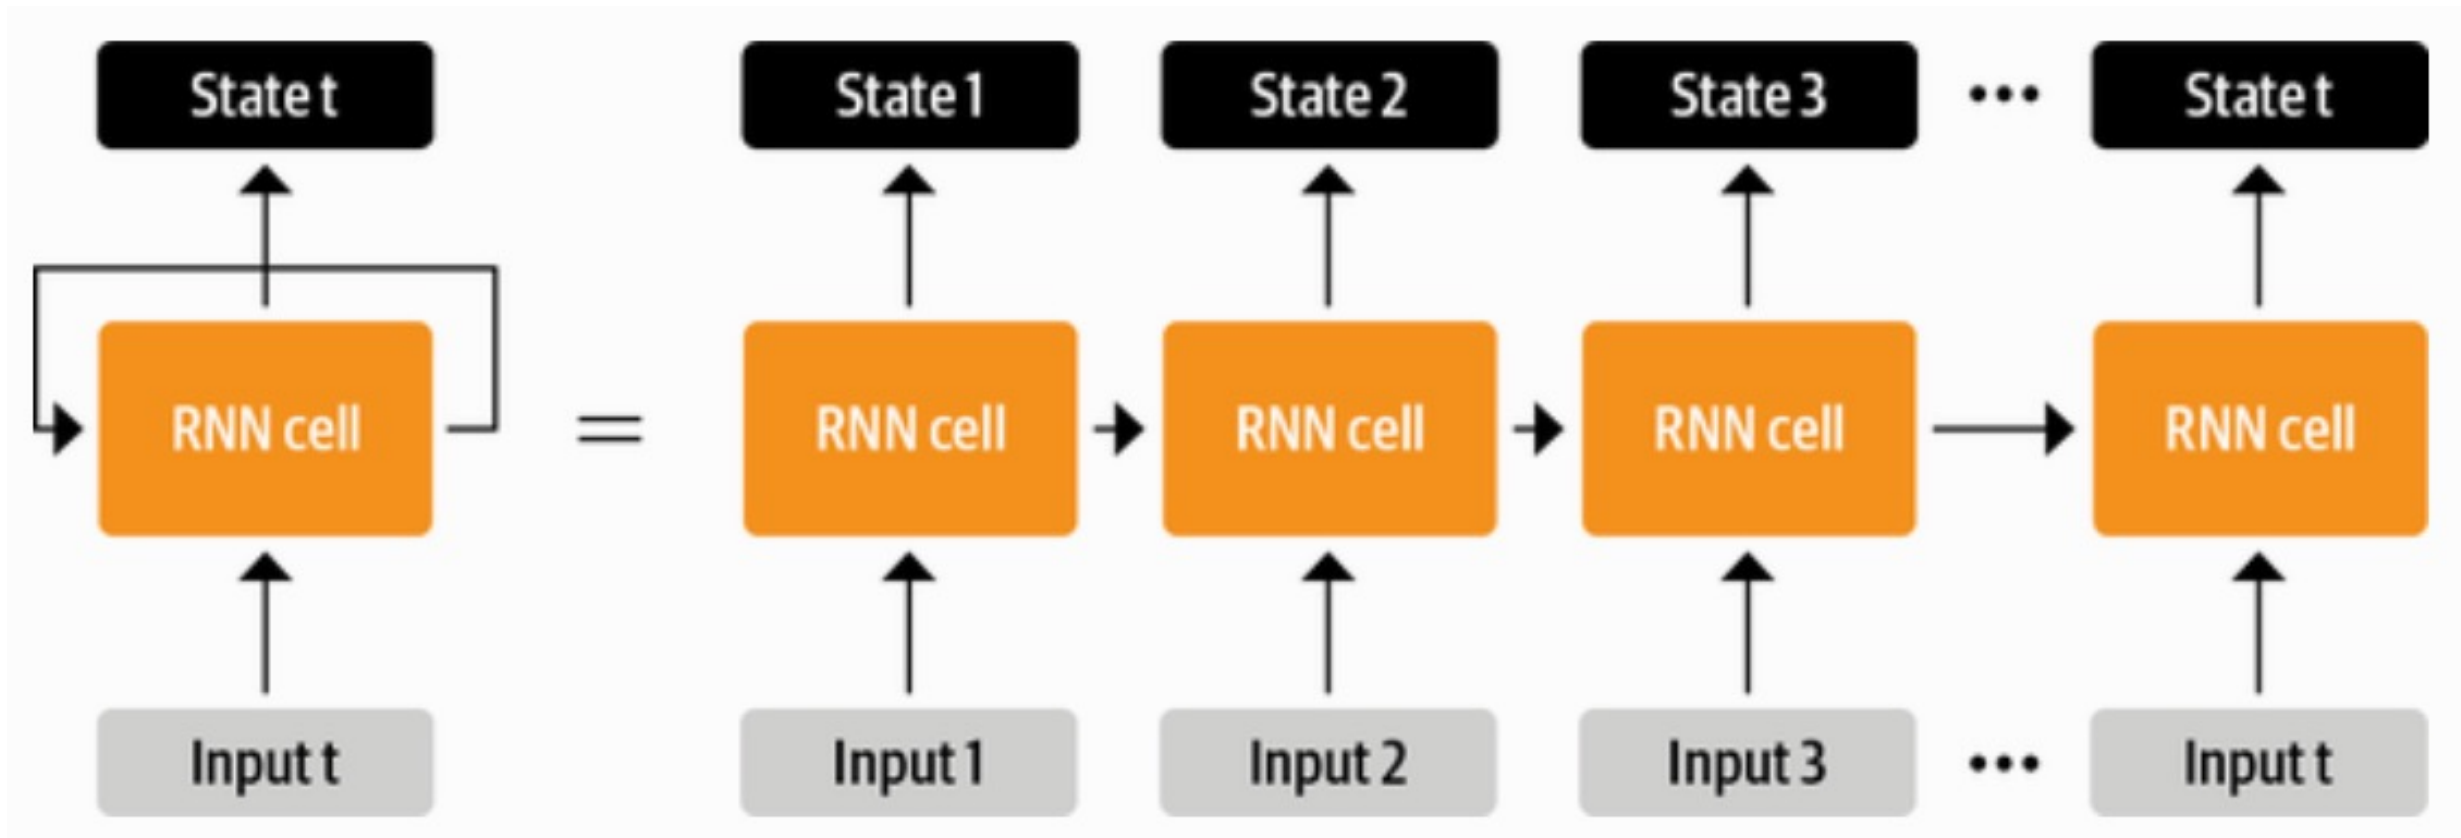 State t
State 1
State 2
State 3
...
State t
RNN cell
=
RNN cell
RNN cell
RNN cell
RNN cell
Input t
Input 1
Input 2
Input 3
...
Input t